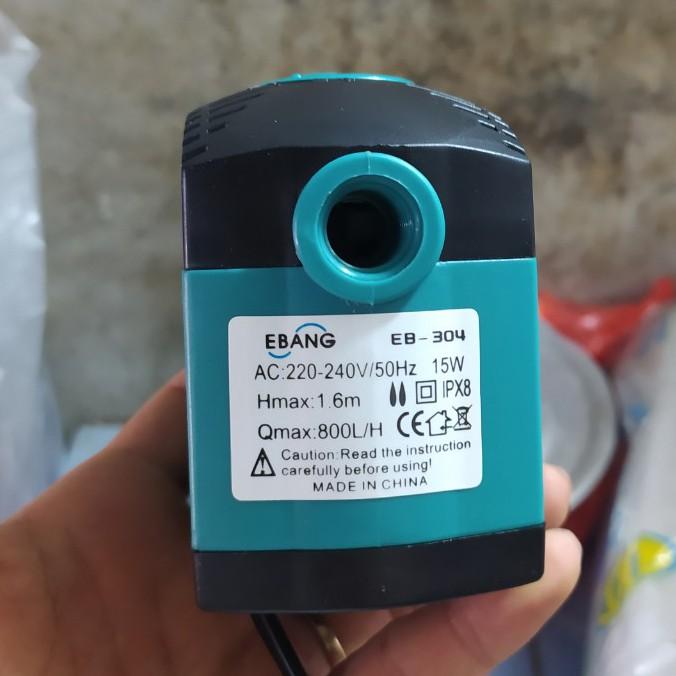 EBANG EB-304
AC:220-240V/50Hz 15W
Hmax:1.6m IPX8
Qmax:800L/H CE
Caution:Read the instruction
carefully before using!
MADE IN CHINA